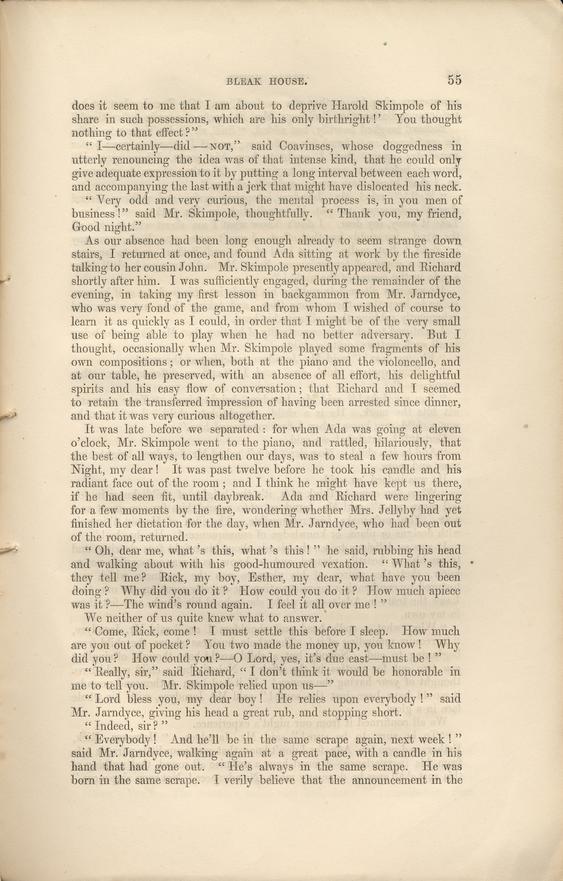 BLEAK HOUSE. 55
does it seem to me that I am about to deprive Harold Skimpole of his
share in such possessions, which are his only birthright!' You thought
nothing to that effect?"
" I—certainly—did — NOT," said Coavinses, whose doggedness in
utterly renouncing the idea was of that intense kind, that he could only
give adequate expression to it by putting a long interval between each word,
and accompanying the last with a jerk that might have dislocated his neck.
" Very odd and very curious, the mental process is, in you men of
business!" said Mr. Skimpole, thoughtfully. " Thank you, my friend,
Good night."
As our absence had been long enough already to seem strange down
stairs, I returned at once, and found Ada sitting at work by the fireside
talking to her cousin John. Mr. Skimpole presently appeared, and Richard
shortly after him. I was sufficiently engaged, during the remainder of the
evening, in taking my first lesson in backgammon from Mr. Jarndyce,
who was very fond of the game, and from whom I wished of course to
learn it as quickly as I could, in order that I might be of the very small
use of being able to play when he had no better adversary. But I
thought, occasionally when Mr. Skimpole played some fragments of his
own compositions; or when, both at the piano and the violoncello, and
at our table, he preserved, with an absence of all effort, his delightful
spirits and his easy flow of conversation; that Richard and I seemed
to retain the transferred impression of having been arrested since dinner,
and that it was very curious altogether.
It was late before we separated: for when Ada was going at eleven
o'clock, Mr. Skimpole went to the piano, and rattled, hilariously, that
the best of all ways, to lengthen our days, was to steal a few hours from
Night, my dear! It was past twelve before he took his candle and his
radiant face out of the room; and I think he might have kept us there,
if he had seen fit, until daybreak. Ada and Richard were lingering
for a few moments by the fire, wondering whether Mrs. Jellyby had yet
finished her dictation for the day, when Mr. Jarndyce, who had been out
of the room, returned.
" Oh, dear me, what 's this, what 's this!" he said, rubbing his head
and walking about with his good-humoured vexation. " What 's this,
they tell me? Rick, my boy, Esther, my dear, what have you been
doing? Why did you do it? How could you do it? How much apiece
was it?—The wind's round again. I feel it all over me!"
We neither of us quite knew what to answer.
" Come, Rick, come! I must settle this before I sleep. How much
are you out of pocket? You two made the money up, you know! Why
did you? How could you?—O Lord, yes, it's due east—must be!"
" Really, sir," said Richard, " I don't think it would be honorable in
me to tell you. Mr. Skimpole relied upon us—"
" Lord bless you, my dear boy! He relies upon everybody!" said
Mr. Jarndyce, giving his head a great rub, and stopping short.
" Indeed, sir?"
" Everybody! And he'll be in the same scrape again, next week!"
said Mr. Jarndyce, walking again at a great pace, with a candle in his
hand that had gone out. " He's always in the same scrape. He was
born in the same scrape. I verily believe that the announcement in the